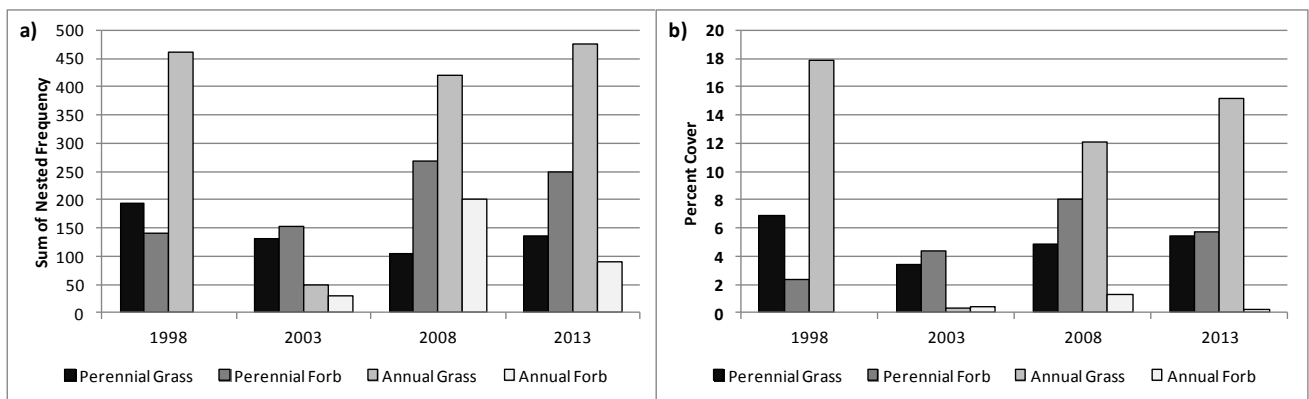 a)
Sum of Nested Frequency
500
450
400
350
300
250
200
150
100
50
0
1998 2003 2008 2013
Perennial Grass Perennial Forb Annual Grass Annual Forb
b)
Percent Cover
20
18
16
14
12
10
8
6
4
2
0
1998 2003 2008 2013
Perennial Grass Perennial Forb Annual Grass Annual Forb